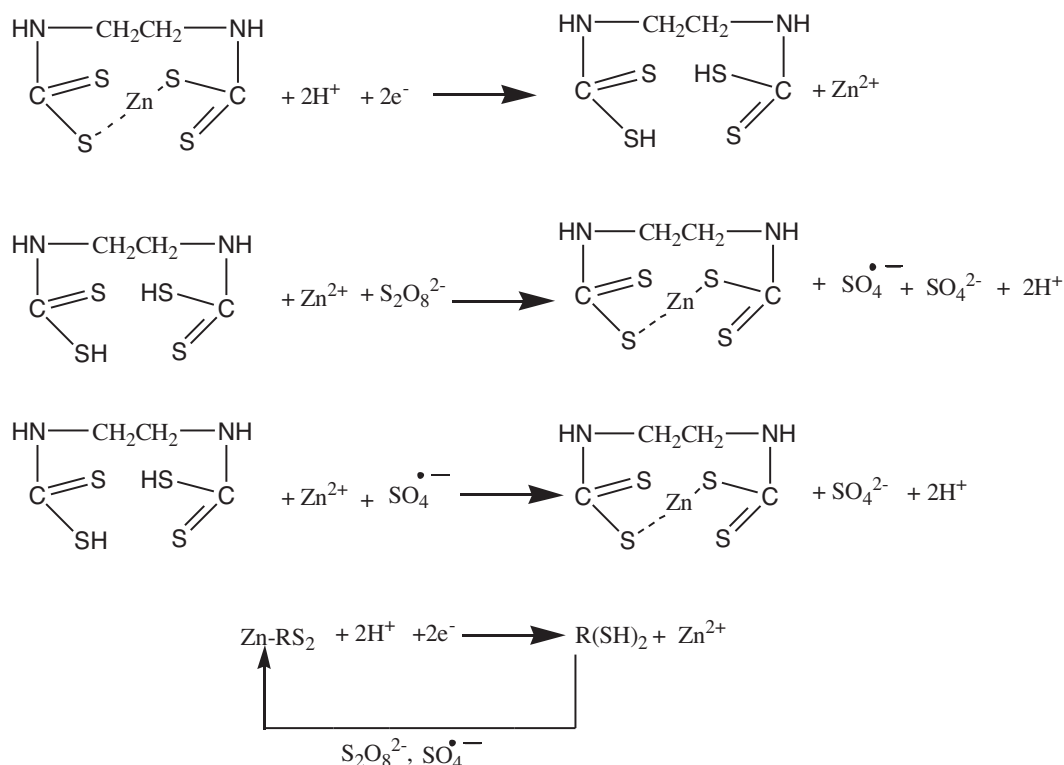 HN CH₂CH₂ NH HN CH₂CH₂ NH
C S S Zn C + 2H⁺ + 2e⁻ C S HS C + Zn²⁺
S S SH S
HN CH₂CH₂ NH HN CH₂CH₂ NH
C S HS C + Zn²⁺ + S₂O₈²⁻ C S S Zn C + SO₄•− + SO₄²⁻ + 2H⁺
SH S S S
HN CH₂CH₂ NH HN CH₂CH₂ NH
C S HS C + Zn²⁺ + SO₄•− C S S Zn C + SO₄²⁻ + 2H⁺
SH S S S
Zn-RS₂ + 2H⁺ +2e⁻ R(SH)₂ + Zn²⁺
S₂O₈²⁻, SO₄•−